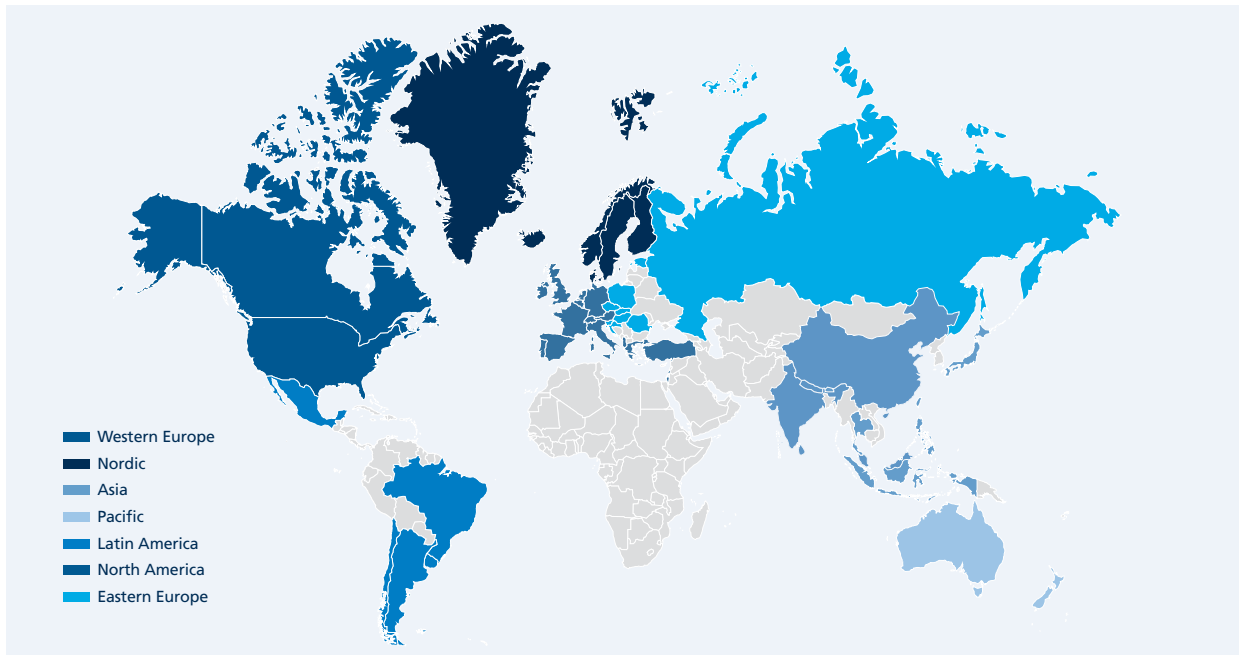 Western Europe
Nordic
Asia
Pacific
Latin America
North America
Eastern Europe